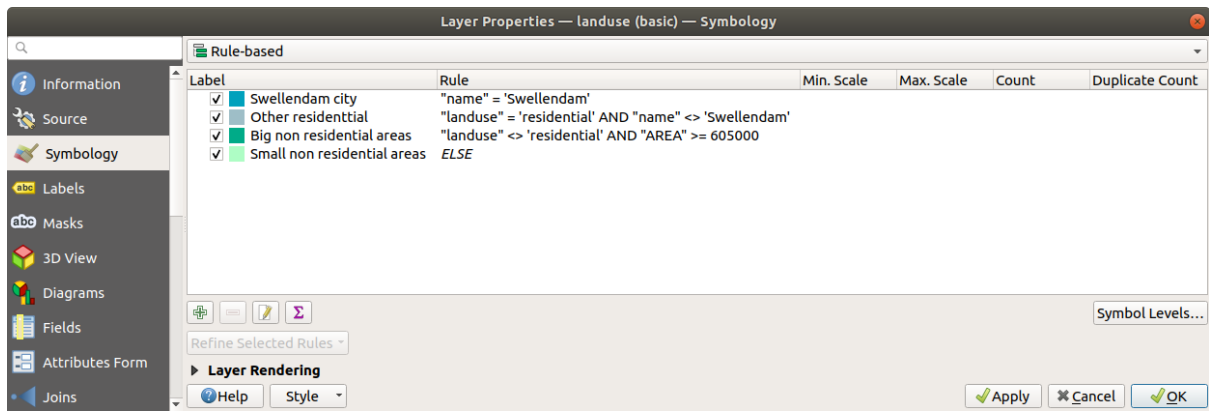 Layer Properties — landuse (basic) — Symbology
Rule-based
Information
Source
Symbology
Labels
Masks
3D View
Diagrams
Fields
Attributes Form
Joins
Label Rule Min. Scale Max. Scale Count Duplicate Count
Swellendam city "name" = 'Swellendam'
Other residenttial "landuse" = 'residential' AND "name" <> 'Swellendam'
Big non residential areas "landuse" <> 'residential' AND "AREA" >= 605000
Small non residential areas ELSE
Symbol Levels...
Refine Selected Rules
Layer Rendering
Help Style Apply Cancel OK